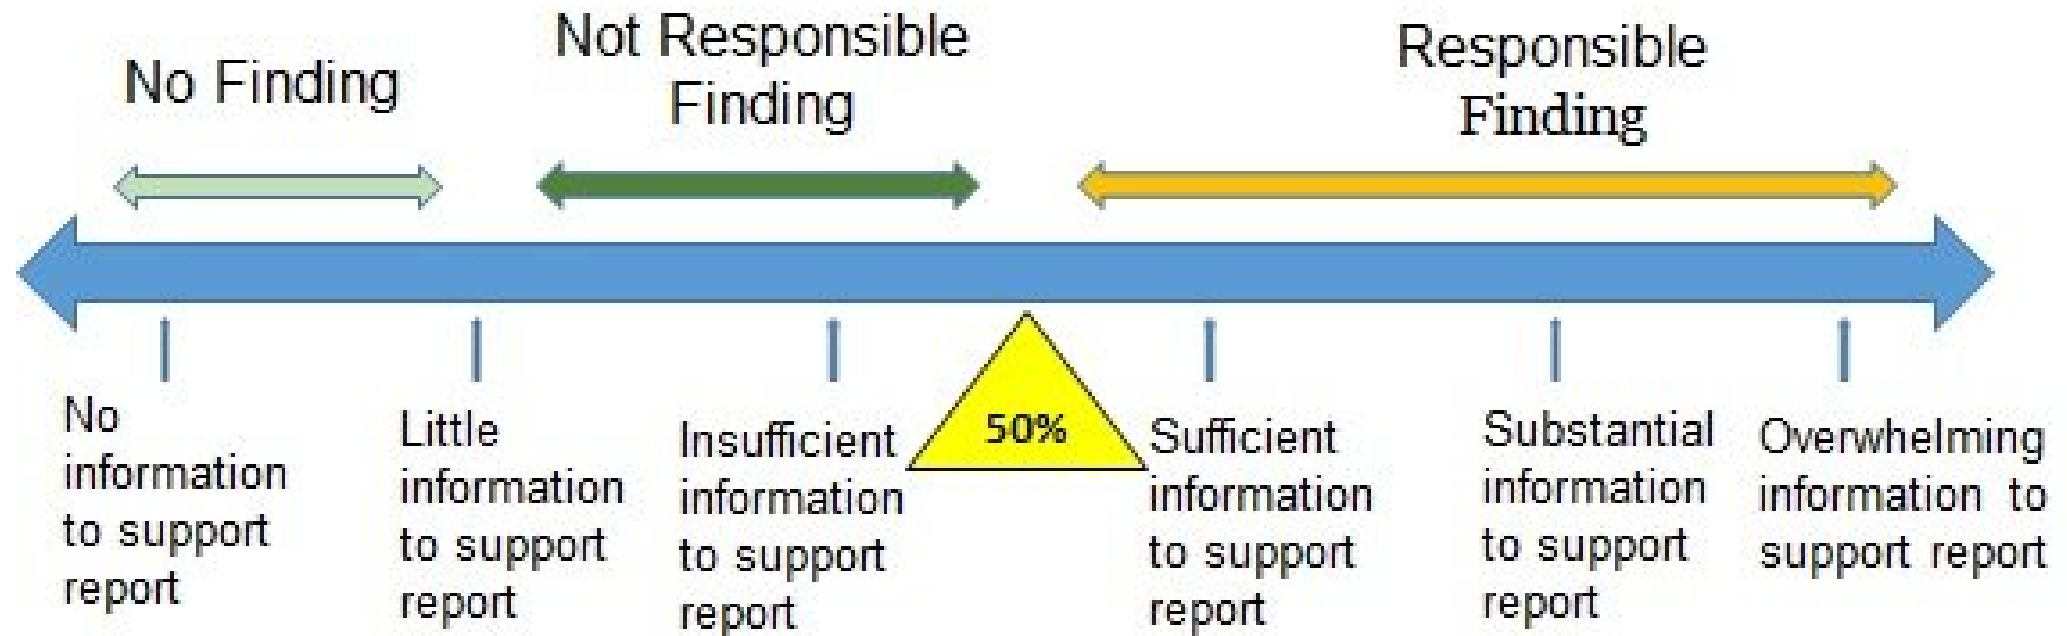 No Finding
Not Responsible
Finding
Responsible
Finding
No
information
to support
report
Little
information
to support
report
Insufficient
information
to support
report
50%
Sufficient
information
to support
report
Substantial
information
to support
report
Overwhelming
information to
support report